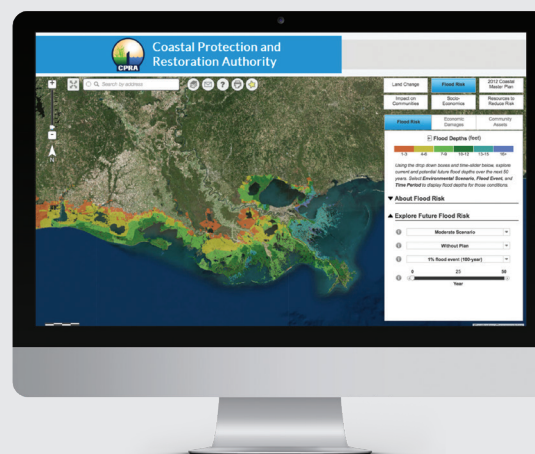 Coastal Protection and
Restoration Authority
CPRA
Search by address
N
Land Change
Flood Risk
2012 Coastal
Master Plan
Impact on
Communities
Socio-
Economics
Resources to
Reduce Risk
Flood Risk
Economic
Damages
Community
Assets
Flood Depths (feet)
1-3 4-6 7-9 10-12 13-15 16+
Using the drop down boxes and time-slider below, explore
current and potential future flood depths over the next 50
years. Select Environmental Scenario, Flood Event, and
Time Period to display flood depths for those conditions.
About Flood Risk
Explore Future Flood Risk
Moderate Scenario
Without Plan
1% flood event (100-year)
0 25 50
Year